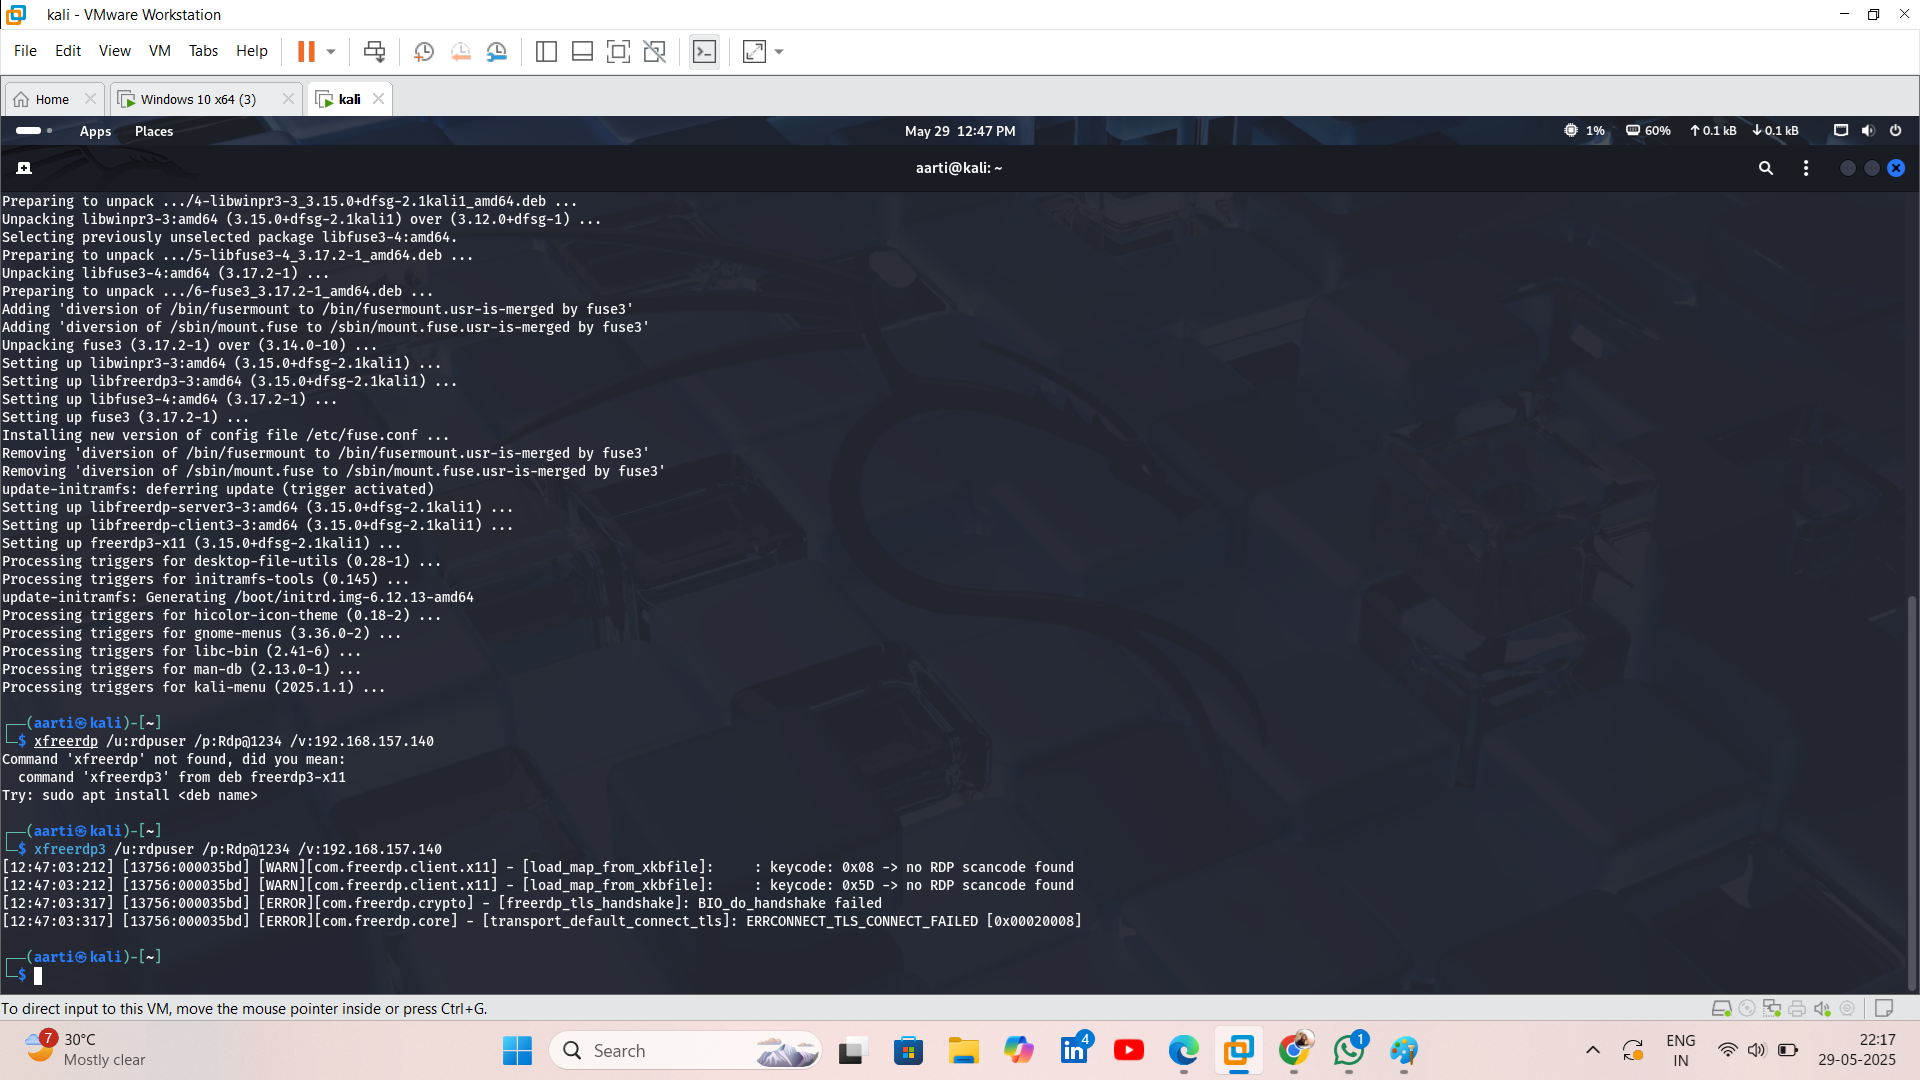 kali - VMware Workstation
File Edit View VM Tabs Help
Home Windows 10 x64 (3) kali
Apps Places May 29 12:47 PM 1% 60% 0.1 kB 0.1 kB
aarti@kali: ~
Preparing to unpack .../4-libwinpr3-3_3.15.0+dfsg-2.1kali1_amd64.deb ...
Unpacking libwinpr3-3:amd64 (3.15.0+dfsg-2.1kali1) over (3.12.0+dfsg-1) ...
Selecting previously unselected package libfuse3-4:amd64.
Preparing to unpack .../5-libfuse3-4_3.17.2-1_amd64.deb ...
Unpacking libfuse3-4:amd64 (3.17.2-1) ...
Preparing to unpack .../6-fuse3_3.17.2-1_amd64.deb ...
Adding 'diversion of /bin/fusermount to /bin/fusermount.usr-is-merged by fuse3'
Adding 'diversion of /sbin/mount.fuse to /sbin/mount.fuse.usr-is-merged by fuse3'
Unpacking fuse3 (3.17.2-1) over (3.14.0-10) ...
Setting up libwinpr3-3:amd64 (3.15.0+dfsg-2.1kali1) ...
Setting up libfreerdp3-3:amd64 (3.15.0+dfsg-2.1kali1) ...
Setting up libfuse3-4:amd64 (3.17.2-1) ...
Setting up fuse3 (3.17.2-1) ...
Installing new version of config file /etc/fuse.conf ...
Removing 'diversion of /bin/fusermount to /bin/fusermount.usr-is-merged by fuse3'
Removing 'diversion of /sbin/mount.fuse to /sbin/mount.fuse.usr-is-merged by fuse3'
update-initramfs: deferring update (trigger activated)
Setting up libfreerdp-server3-3:amd64 (3.15.0+dfsg-2.1kali1) ...
Setting up libfreerdp-client3-3:amd64 (3.15.0+dfsg-2.1kali1) ...
Setting up freerdp3-x11 (3.15.0+dfsg-2.1kali1) ...
Processing triggers for desktop-file-utils (0.28-1) ...
Processing triggers for initramfs-tools (0.145) ...
update-initramfs: Generating /boot/initrd.img-6.12.13-amd64
Processing triggers for hicolor-icon-theme (0.18-2) ...
Processing triggers for gnome-menus (3.36.0-2) ...
Processing triggers for libc-bin (2.41-6) ...
Processing triggers for man-db (2.13.0-1) ...
Processing triggers for kali-menu (2025.1.1) ...
┌──(aarti㉿kali)-[~]
└─$ xfreerdp /u:rdpuser /p:Rdp@1234 /v:192.168.157.140
Command 'xfreerdp' not found, did you mean:
command 'xfreerdp3' from deb freerdp3-x11
Try: sudo apt install <deb name>
┌──(aarti㉿kali)-[~]
└─$ xfreerdp3 /u:rdpuser /p:Rdp@1234 /v:192.168.157.140
[12:47:03:212] [13756:000035bd] [WARN][com.freerdp.client.x11] - [load_map_from_xkbfile]:     : keycode: 0x08 -> no RDP scancode found
[12:47:03:212] [13756:000035bd] [WARN][com.freerdp.client.x11] - [load_map_from_xkbfile]:     : keycode: 0x5D -> no RDP scancode found
[12:47:03:317] [13756:000035bd] [ERROR][com.freerdp.crypto] - [freerdp_tls_handshake]: BIO_do_handshake failed
[12:47:03:317] [13756:000035bd] [ERROR][com.freerdp.core] - [transport_default_connect_tls]: ERRCONNECT_TLS_CONNECT_FAILED [0x00020008]
┌──(aarti㉿kali)-[~]
└─$
To direct input to this VM, move the mouse pointer inside or press Ctrl+G.
7 30°C
Mostly clear
Search
4
1
ENG
IN
22:17
29-05-2025